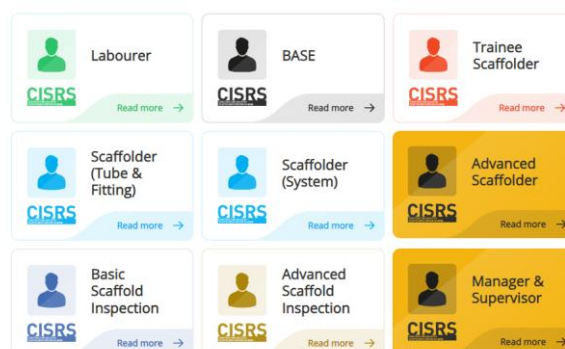 Labourer
CISRS
Read more
BASE
CISRS
Read more
Trainee
Scaffolder
CISRS
Read more
Scaffolder
(Tube &
Fitting)
CISRS
Read more
Scaffolder
(System)
CISRS
Read more
Advanced
Scaffolder
CISRS
Read more
Basic
Scaffold
Inspection
CISRS
Read more
Advanced
Scaffold
Inspection
CISRS
Read more
Manager &
Supervisor
CISRS
Read more